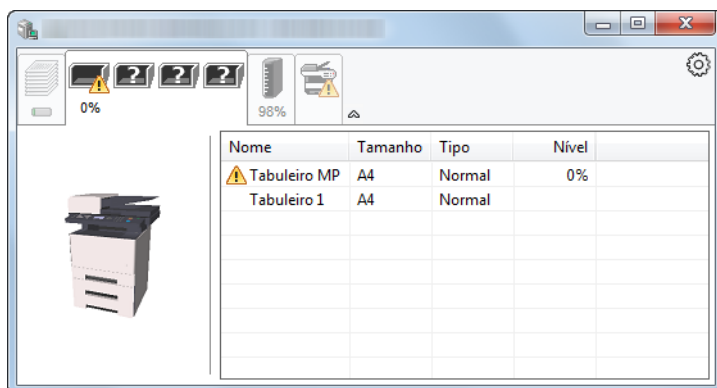 0%
98%
Nome Tamanho Tipo Nível
Tabuleiro MP A4 Normal 0%
Tabuleiro 1 A4 Normal